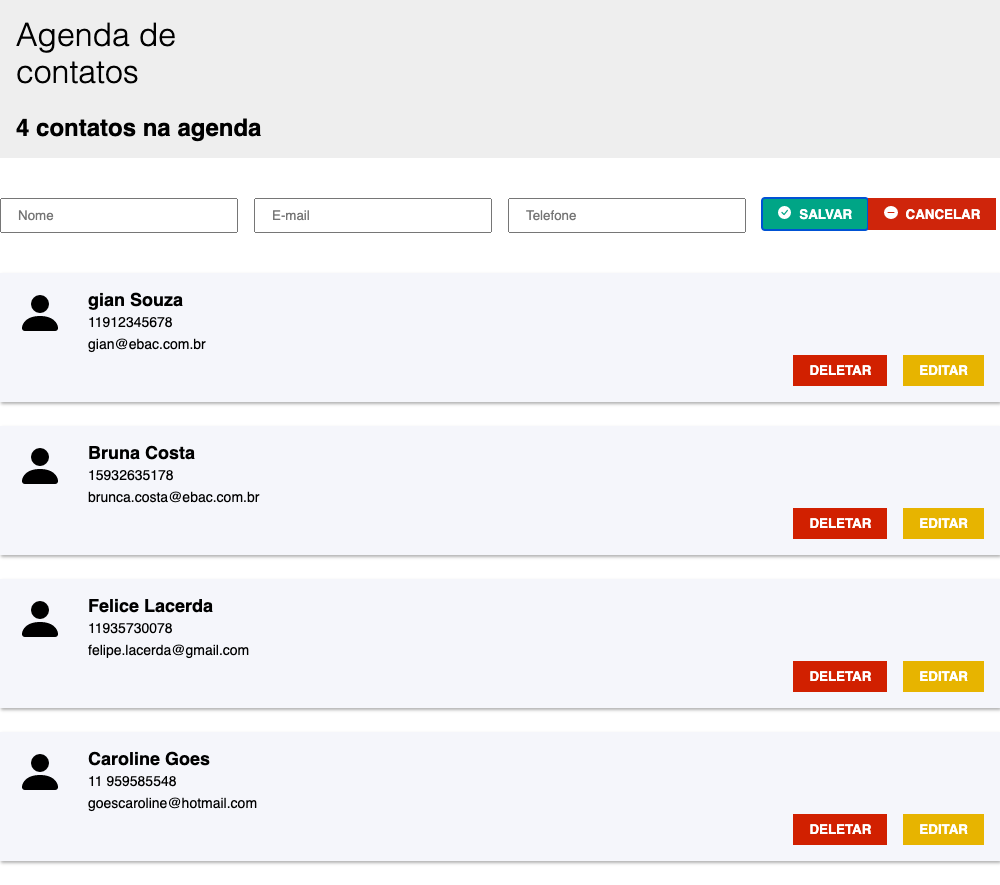 Agenda de
contatos
4 contatos na agenda
Nome E-mail Telefone SALVAR CANCELAR
gian Souza
11912345678
gian@ebac.com.br
DELETAR EDITAR
Bruna Costa
15932635178
brunca.costa@ebac.com.br
DELETAR EDITAR
Felice Lacerda
11935730078
felipe.lacerda@gmail.com
DELETAR EDITAR
Caroline Goes
11 959585548
goescaroline@hotmail.com
DELETAR EDITAR